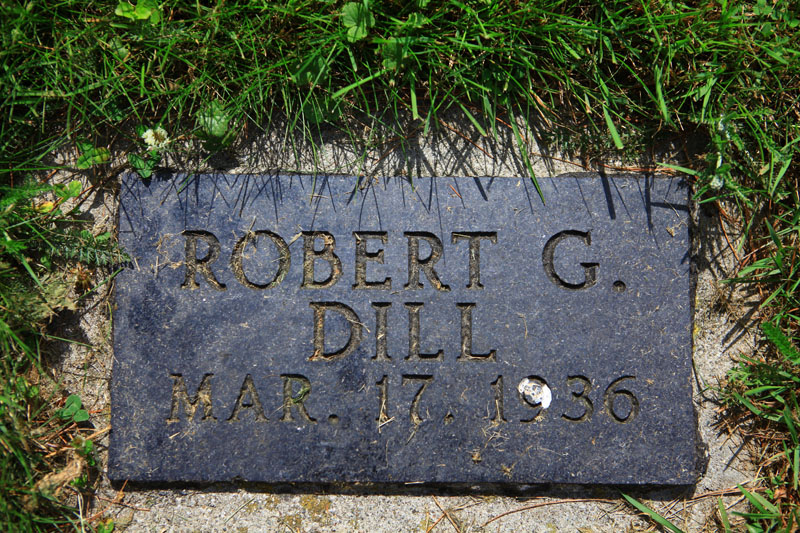 ROBERT G.
DILL
MAR. 17. 1936